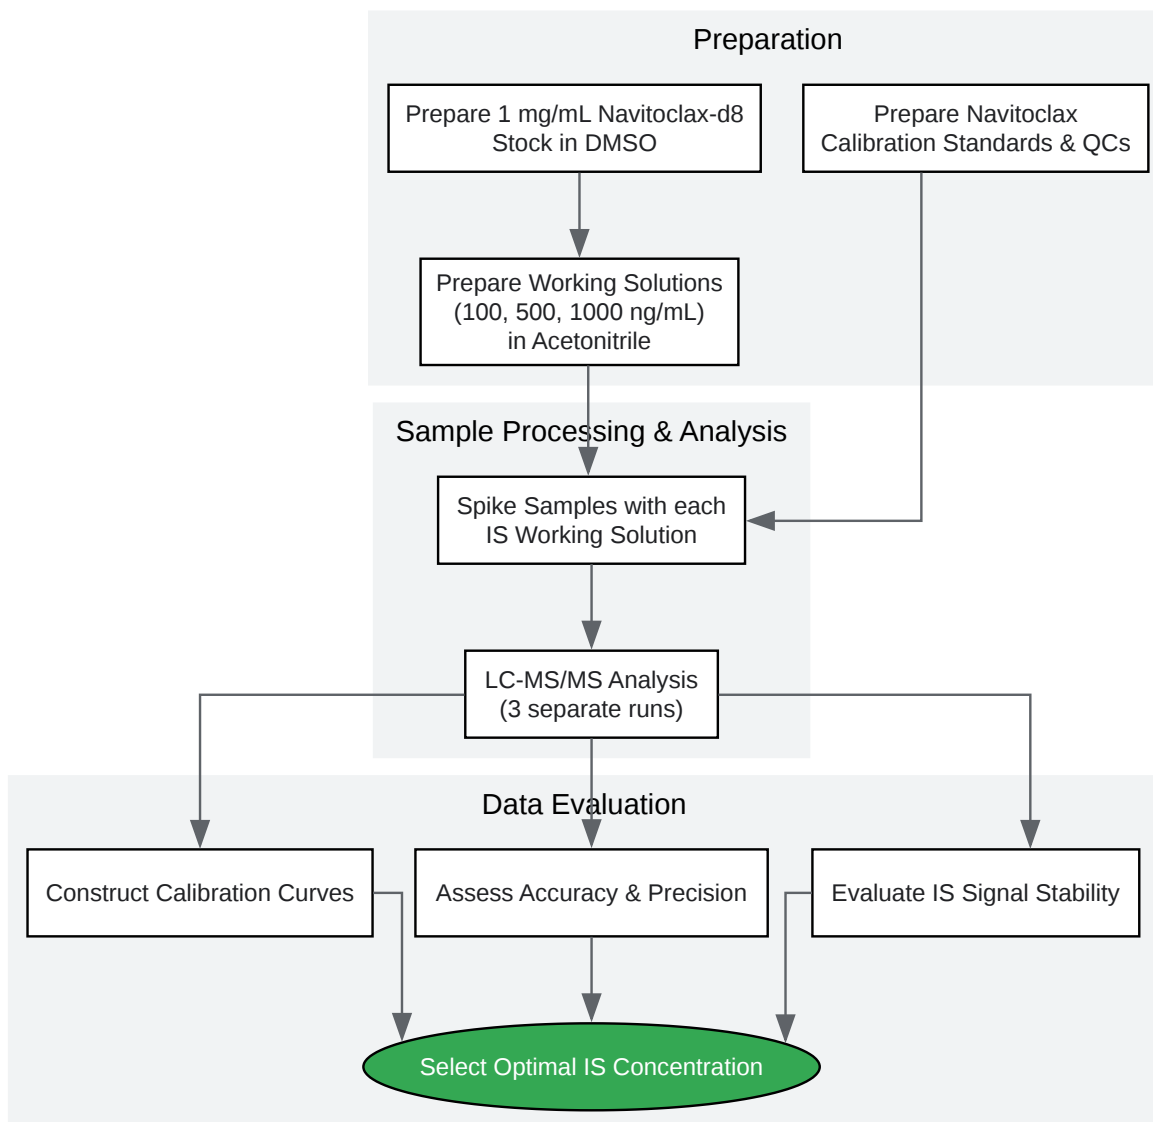 Preparation
Prepare 1 mg/mL Navitoclax-d8
Stock in DMSO
Prepare Navitoclax
Calibration Standards & QCs
Prepare Working Solutions
(100, 500, 1000 ng/mL)
in Acetonitrile
Sample Processing & Analysis
Spike Samples with each
IS Working Solution
LC-MS/MS Analysis
(3 separate runs)
Data Evaluation
Construct Calibration Curves
Assess Accuracy & Precision
Evaluate IS Signal Stability
Select Optimal IS Concentration